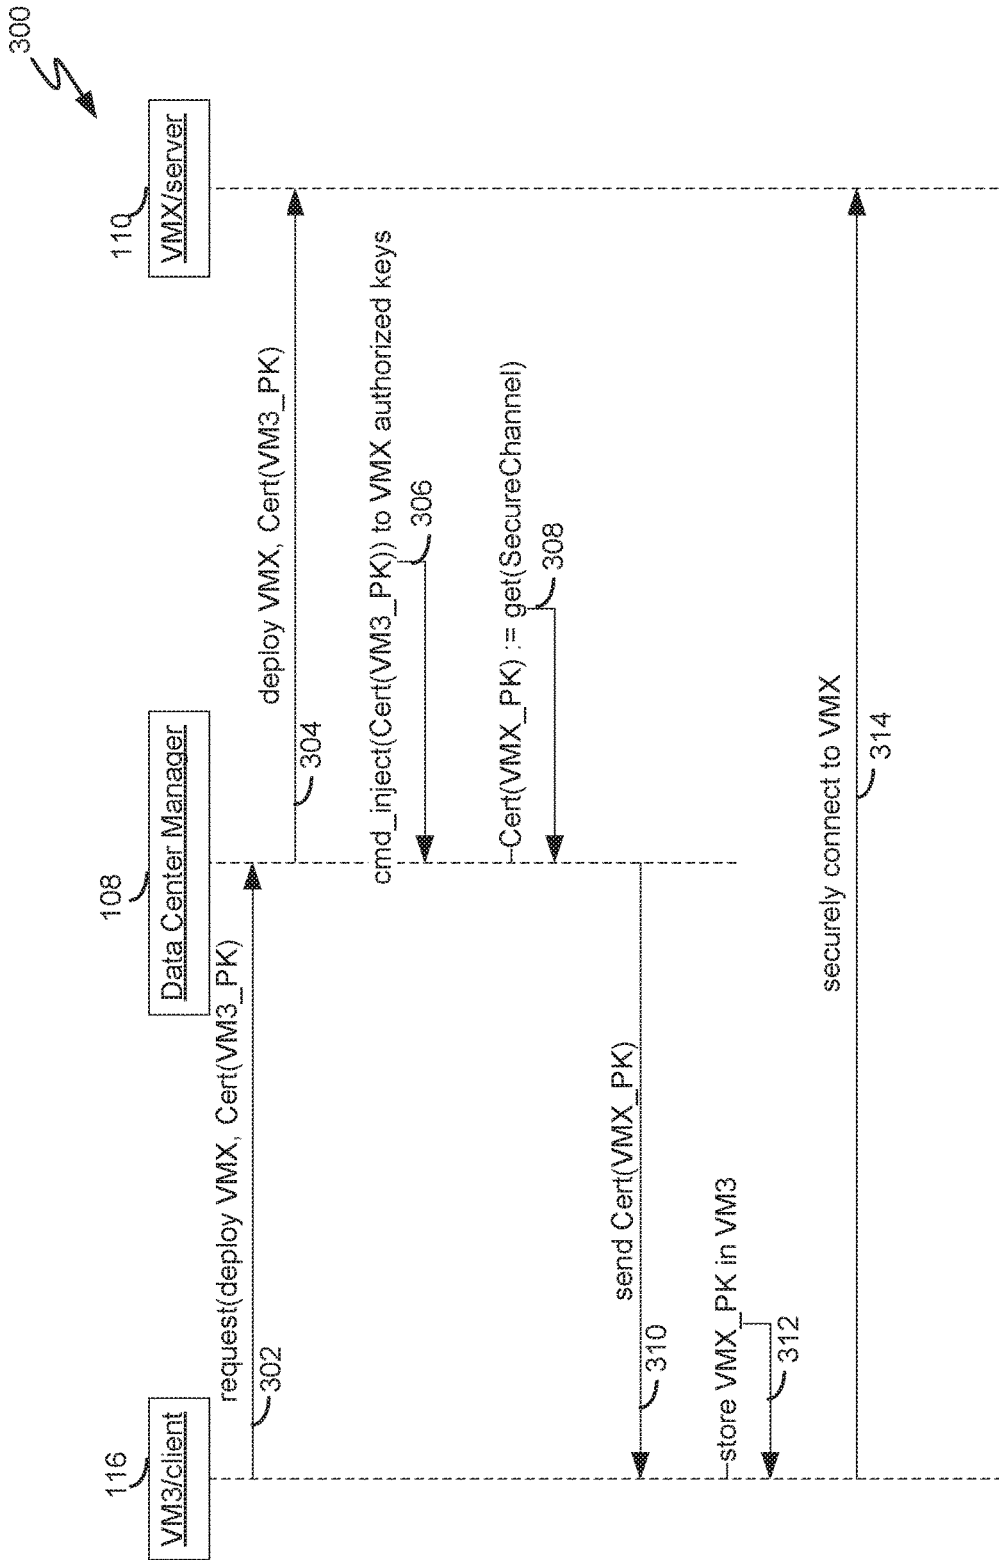 300
116
VM3/client
108
Data Center Manager
110
VMX/server
request(deploy VMX, Cert(VM3_PK)
302
deploy VMX, Cert(VM3_PK)
304
cmd_inject(Cert(VM3_PK)) to VMX authorized keys
306
Cert(VMX_PK) := get(SecureChannel)
308
send Cert(VMX_PK)
310
store VMX_PK in VM3
312
securely connect to VMX
314